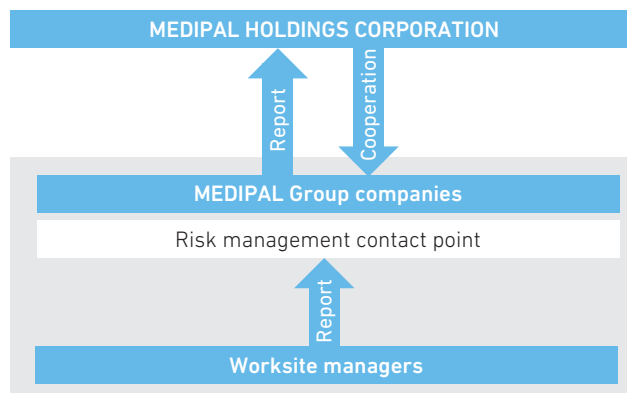 MEDIPAL HOLDINGS CORPORATION
Report
Cooperation
MEDIPAL Group companies
Risk management contact point
Report
Worksite managers